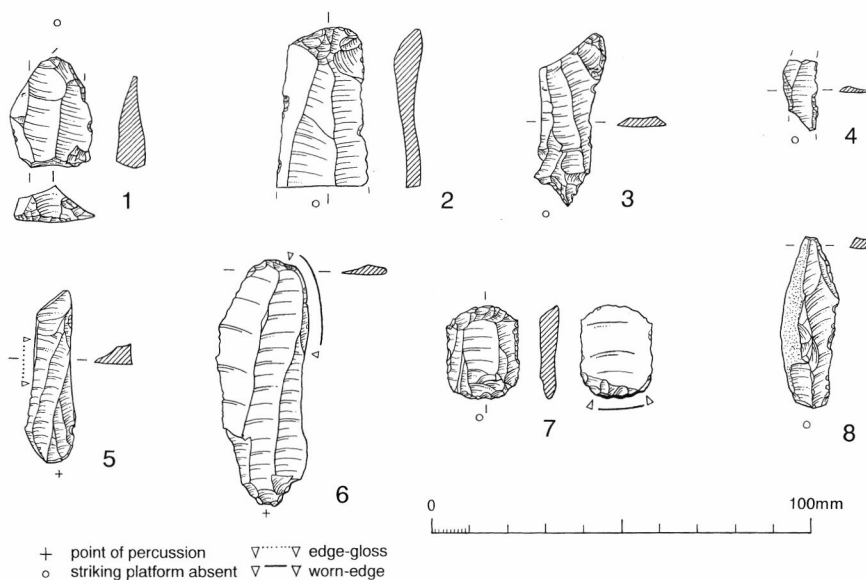 1
2
3
4
5
6
7
8
0 100mm
+ point of percussion
o striking platform absent
▽┈┈▽ edge-gloss
▽—▽ worn-edge